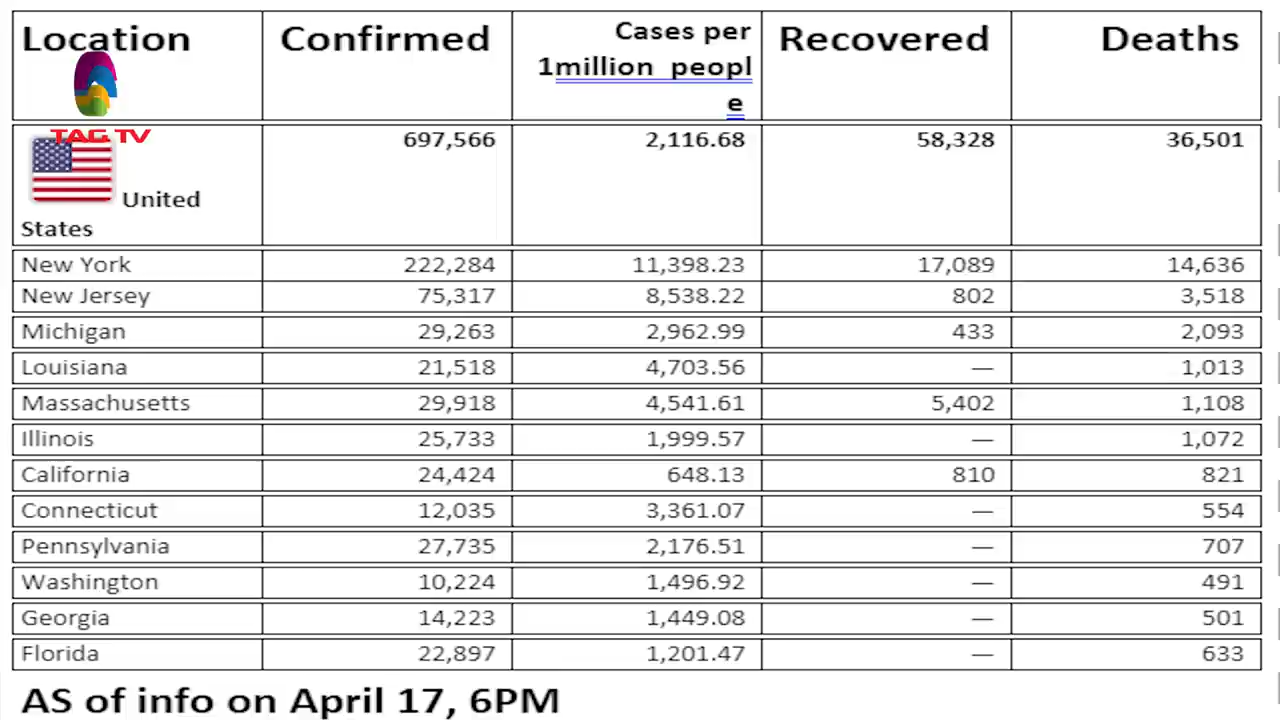 Location Confirmed Cases per 1million people Recovered Deaths
TAG TV
United States 697,566 2,116.68 58,328 36,501
New York 222,284 11,398.23 17,089 14,636
New Jersey 75,317 8,538.22 802 3,518
Michigan 29,263 2,962.99 433 2,093
Louisiana 21,518 4,703.56 — 1,013
Massachusetts 29,918 4,541.61 5,402 1,108
Illinois 25,733 1,999.57 — 1,072
California 24,424 648.13 810 821
Connecticut 12,035 3,361.07 — 554
Pennsylvania 27,735 2,176.51 — 707
Washington 10,224 1,496.92 — 491
Georgia 14,223 1,449.08 — 501
Florida 22,897 1,201.47 — 633
AS of info on April 17, 6PM